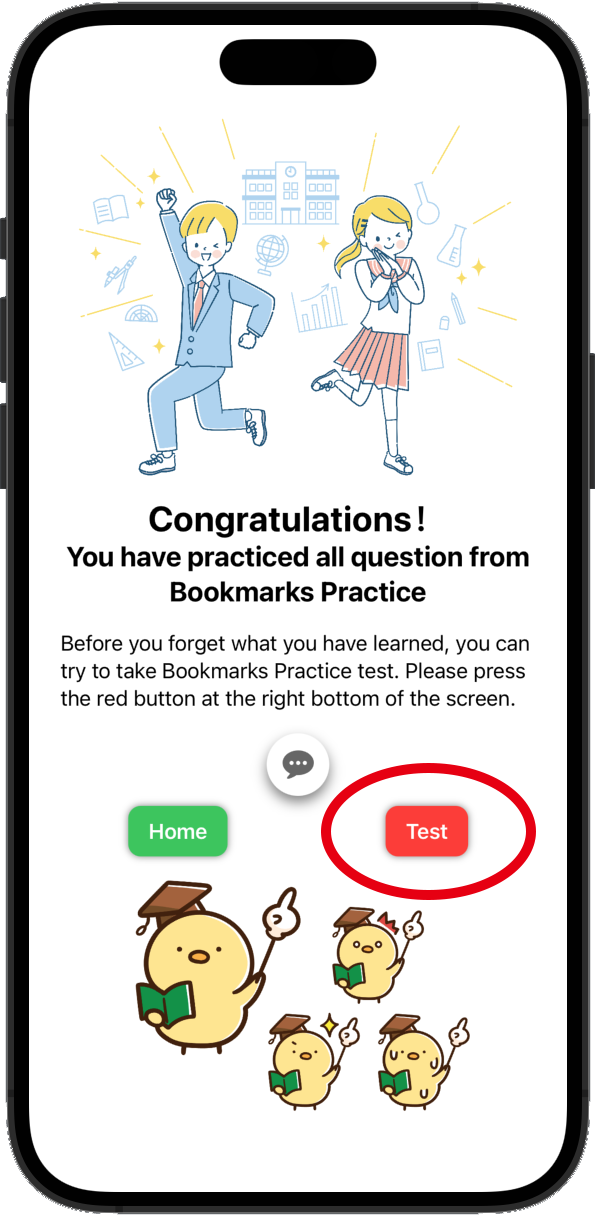 Congratulations！
You have practiced all question from
Bookmarks Practice
Before you forget what you have learned, you can
try to take Bookmarks Practice test. Please press
the red button at the right bottom of the screen.
Home
Test